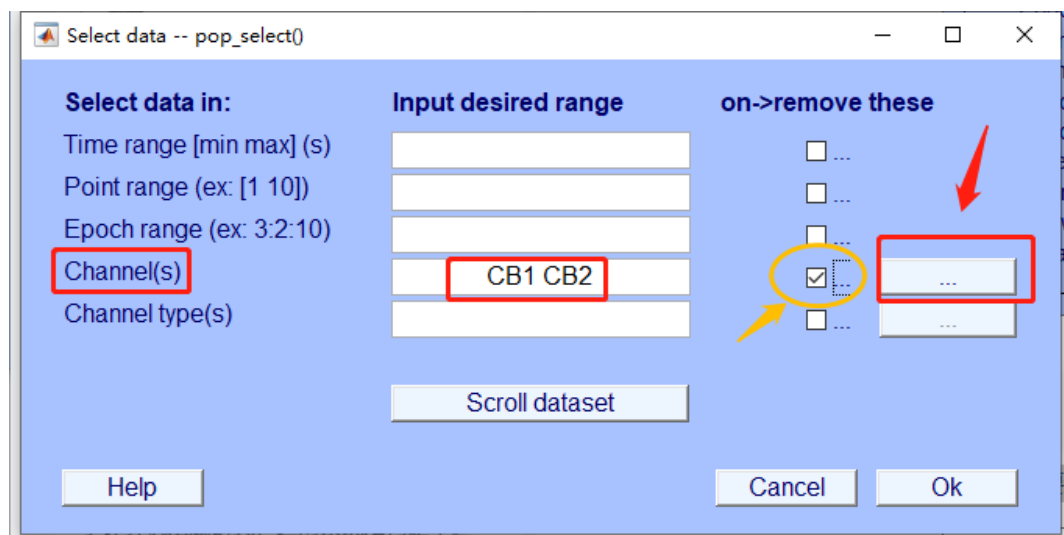 Select data -- pop_select()
Select data in: Input desired range on->remove these
Time range [min max] (s) ...
Point range (ex: [1 10]) ...
Epoch range (ex: 3:2:10) ...
Channel(s) CB1 CB2 ... ...
Channel type(s) ... ...
Scroll dataset
Help Cancel Ok